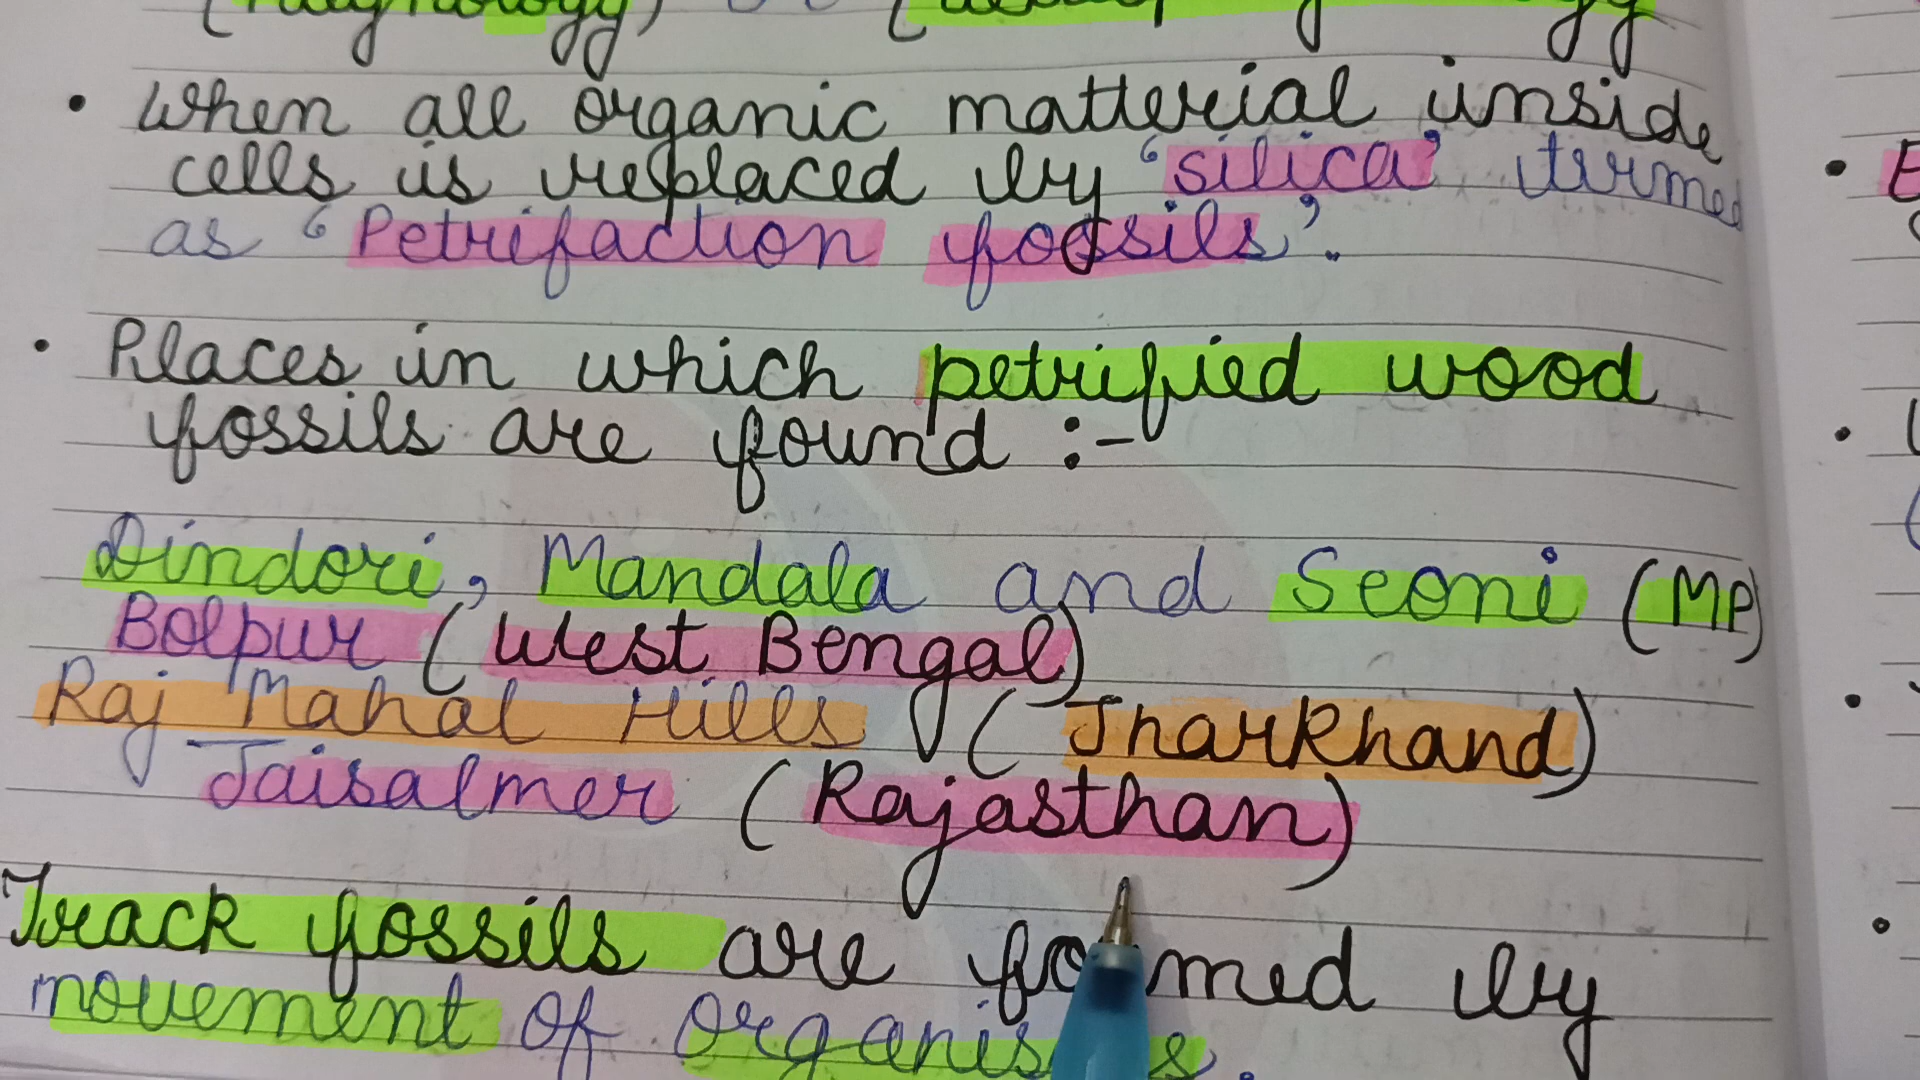 • When all organic matterial inside
cells is replaced by 'silica' termed
as 'Petrifaction fossils'.
• Places in which petrified wood
fossils are found :-
Dindori, Mandala and Seoni (MP)
Bolpur (West Bengal)
Raj Mahal Hills (Jharkhand)
Jaisalmer (Rajasthan)
Track fossils are formed by
movement of organisms.